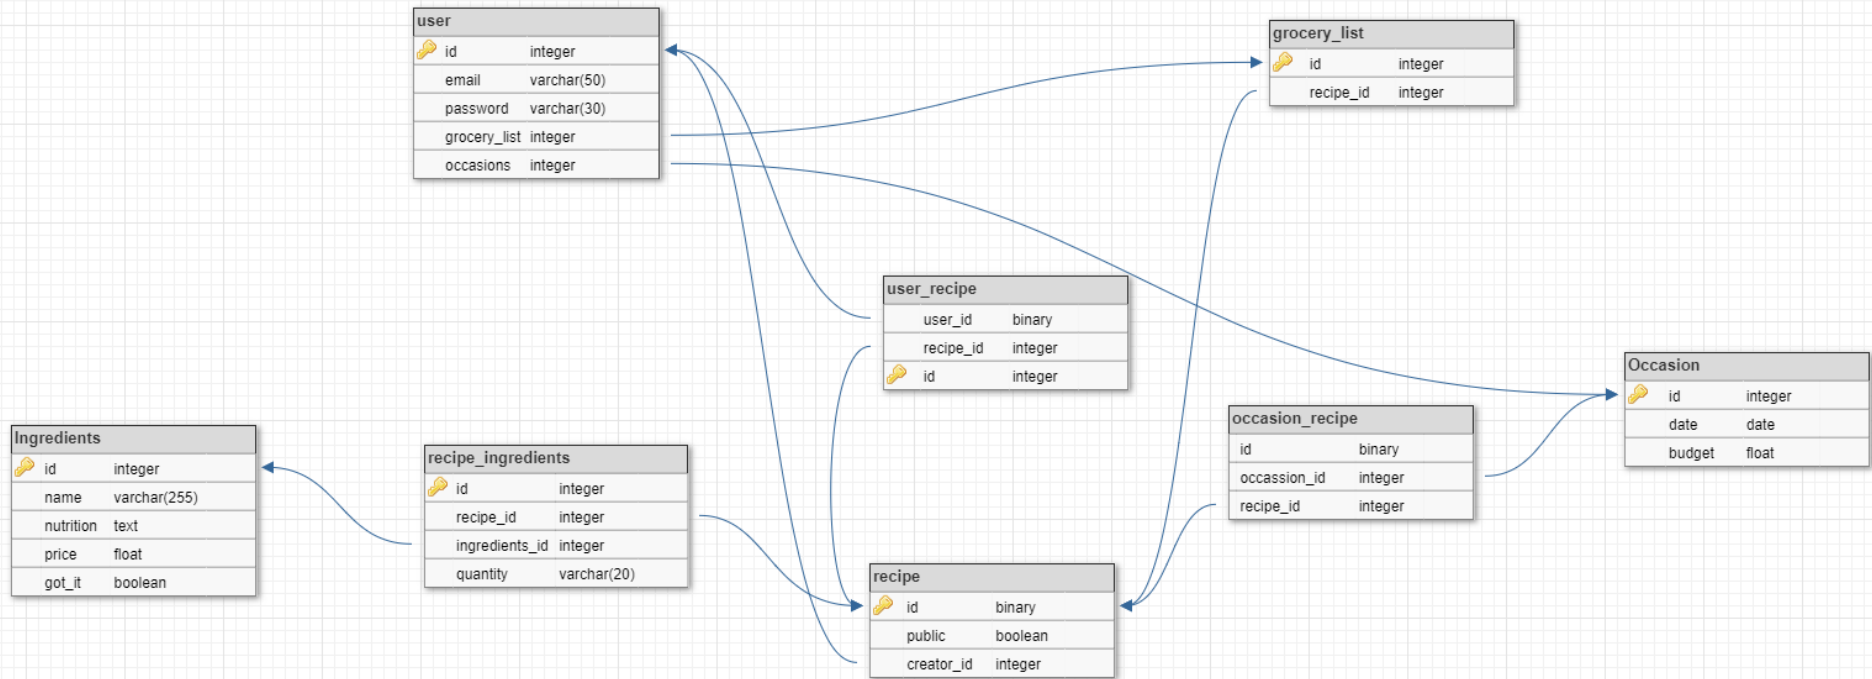 user
id integer
email varchar(50)
password varchar(30)
grocery_list integer
occasions integer
grocery_list
id integer
recipe_id integer
user_recipe
user_id binary
recipe_id integer
id integer
Occasion
id integer
date date
budget float
occasion_recipe
id binary
occassion_id integer
recipe_id integer
Ingredients
id integer
name varchar(255)
nutrition text
price float
got_it boolean
recipe_ingredients
id integer
recipe_id integer
ingredients_id integer
quantity varchar(20)
recipe
id binary
public boolean
creator_id integer